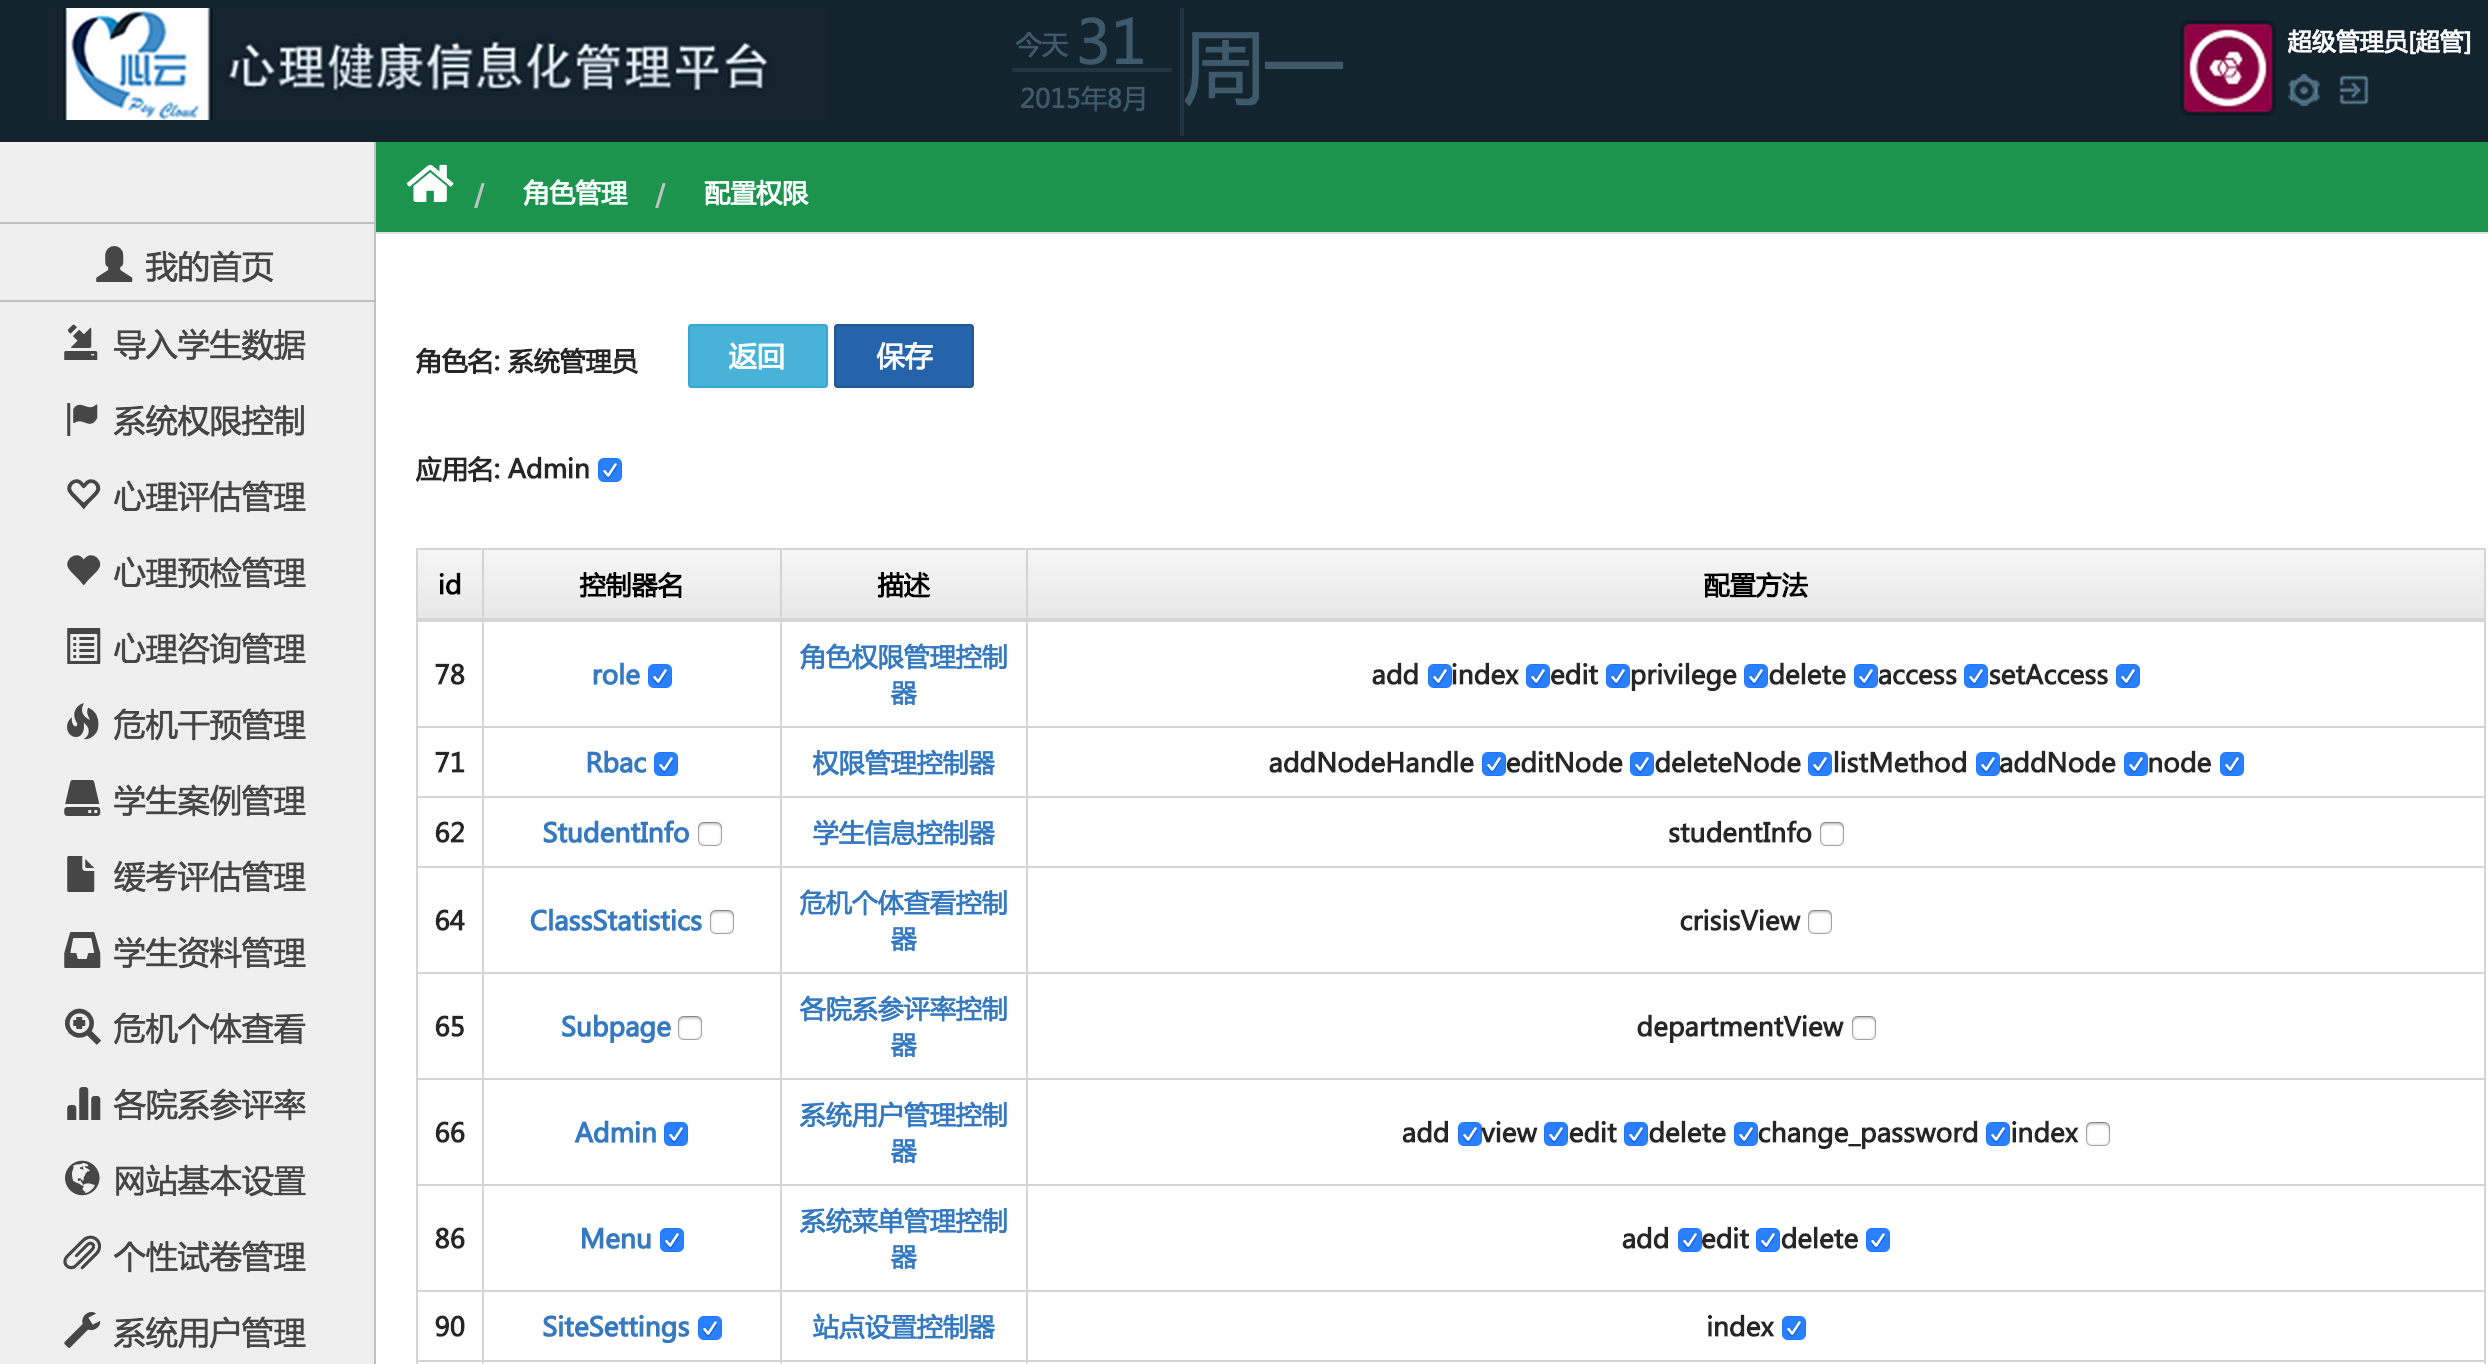 心云
Psy Cloud
心理健康信息化管理平台
今天 31
2015年8月
周一
超级管理员[超管]
/ 角色管理 / 配置权限
我的首页
导入学生数据
系统权限控制
心理评估管理
心理预检管理
心理咨询管理
危机干预管理
学生案例管理
缓考评估管理
学生资料管理
危机个体查看
各院系参评率
网站基本设置
个性试卷管理
系统用户管理
角色名: 系统管理员 返回 保存
应用名: Admin
id 控制器名 描述 配置方法
78 role 角色权限管理控制器 add index edit privilege delete access setAccess
71 Rbac 权限管理控制器 addNodeHandle editNode deleteNode listMethod addNode node
62 StudentInfo 学生信息控制器 studentInfo
64 ClassStatistics 危机个体查看控制器 crisisView
65 Subpage 各院系参评率控制器 departmentView
66 Admin 系统用户管理控制器 add view edit delete change_password index
86 Menu 系统菜单管理控制器 add edit delete
90 SiteSettings 站点设置控制器 index